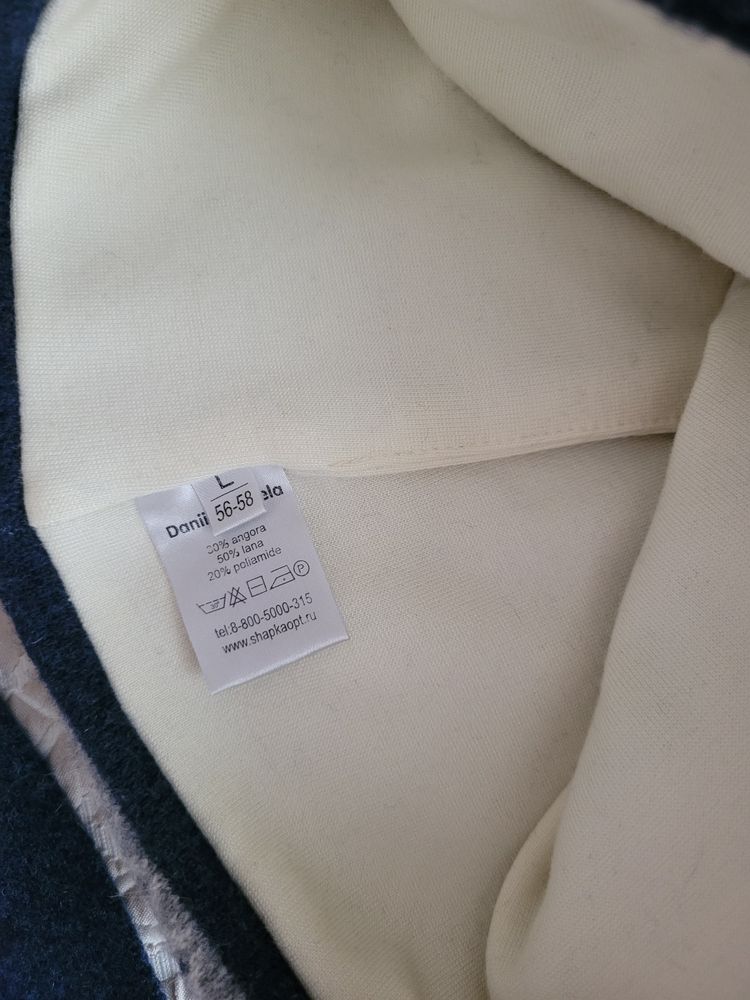 L
56-58
50% lana
20% poliamide
30°
P
tel:8-800-5000-315
www.shapkaopt.ru
angora